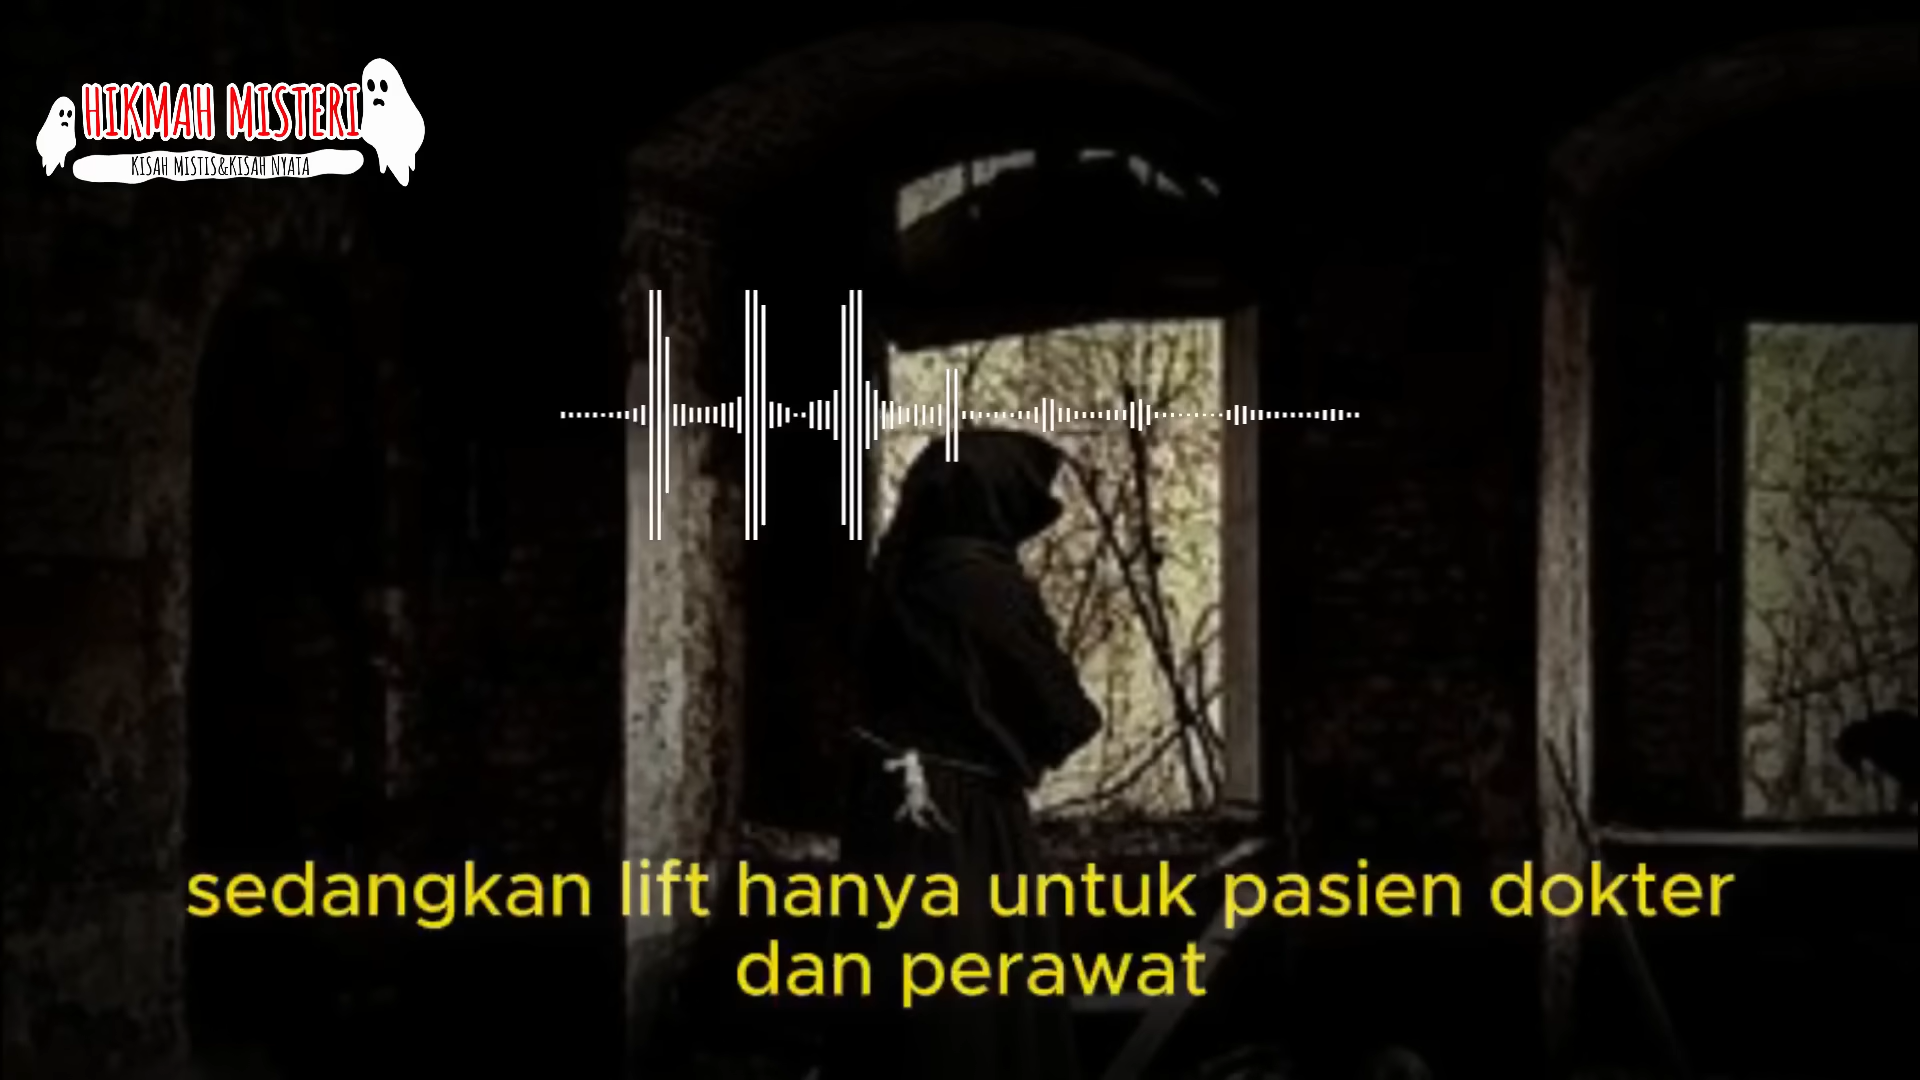 HIKMAH MISTERI
KISAH MISTIS&KISAH NYATA
sedangkan lift hanya untuk pasien dokter
dan perawat